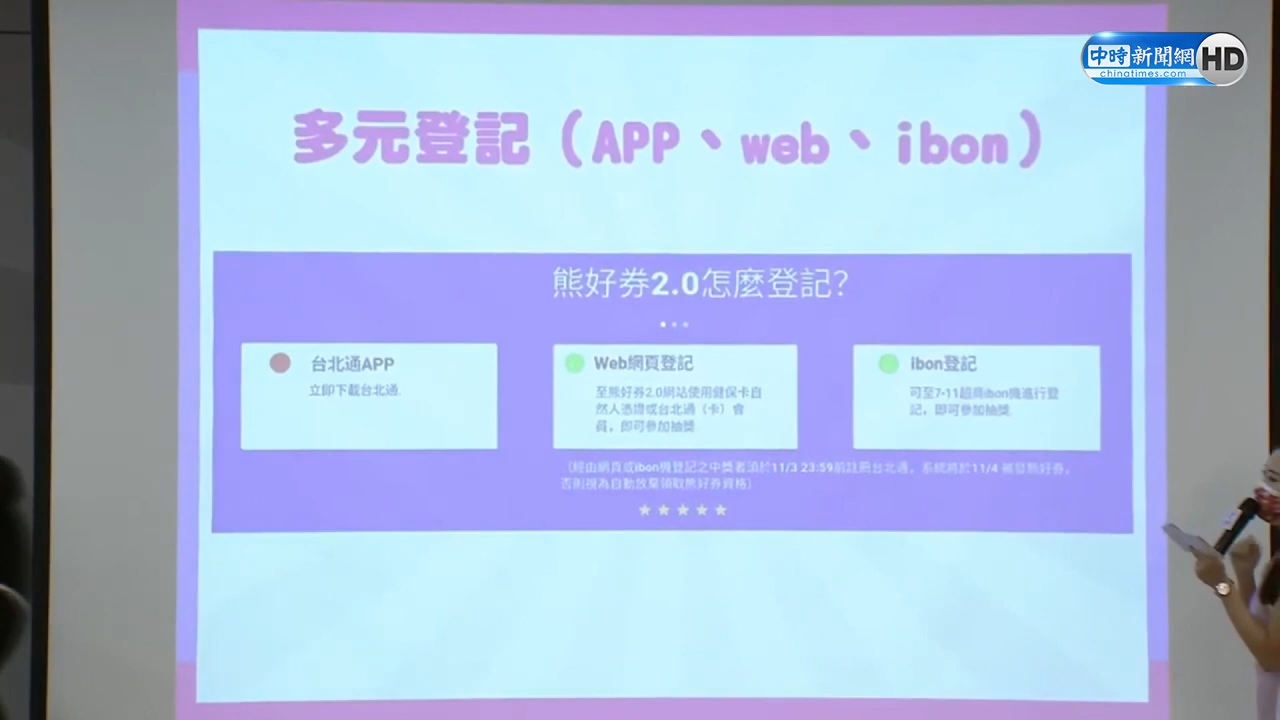 中時新聞網 HD
chinatimes.com
多元登記（APP、web、ibon）
熊好券2.0怎麼登記？
台北通APP
立即下載台北通.
Web網頁登記
至熊好券2.0網站使用健保卡自
然人憑證或台北通（卡）會
員，即可參加抽獎
ibon登記
可至7-11超商ibon機進行登
記，即可參加抽獎
（經由網頁或ibon機登記之中獎者須於11/3 23:59前註冊台北通，系統將於11/4 補發熊好券，
否則視為自動放棄領取熊好券資格）